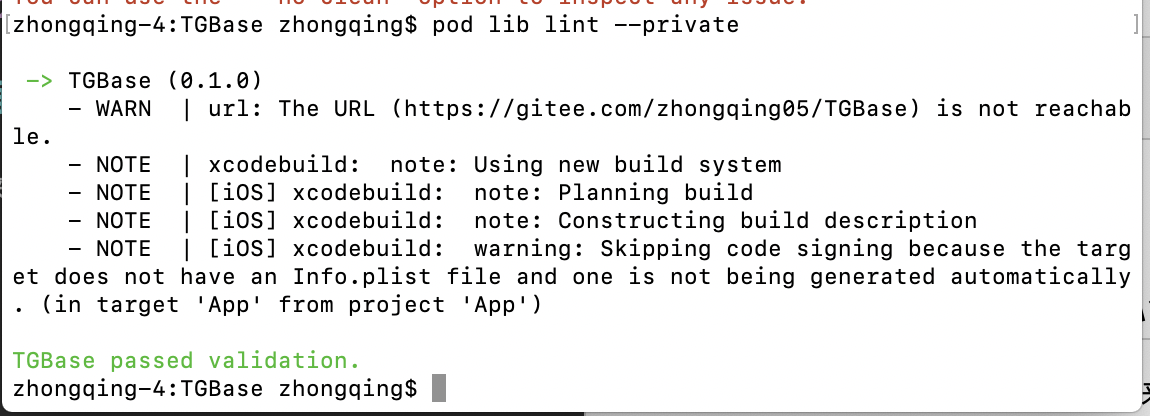 You can use the `--no-clean` option to inspect any issue.
[zhongqing-4:TGBase zhongqing$ pod lib lint --private ]
-> TGBase (0.1.0)
- WARN | url: The URL (https://gitee.com/zhongqing05/TGBase) is not reachab
le.
- NOTE | xcodebuild: note: Using new build system
- NOTE | [iOS] xcodebuild: note: Planning build
- NOTE | [iOS] xcodebuild: note: Constructing build description
- NOTE | [iOS] xcodebuild: warning: Skipping code signing because the targ
et does not have an Info.plist file and one is not being generated automatically
. (in target 'App' from project 'App')
TGBase passed validation.
zhongqing-4:TGBase zhongqing$